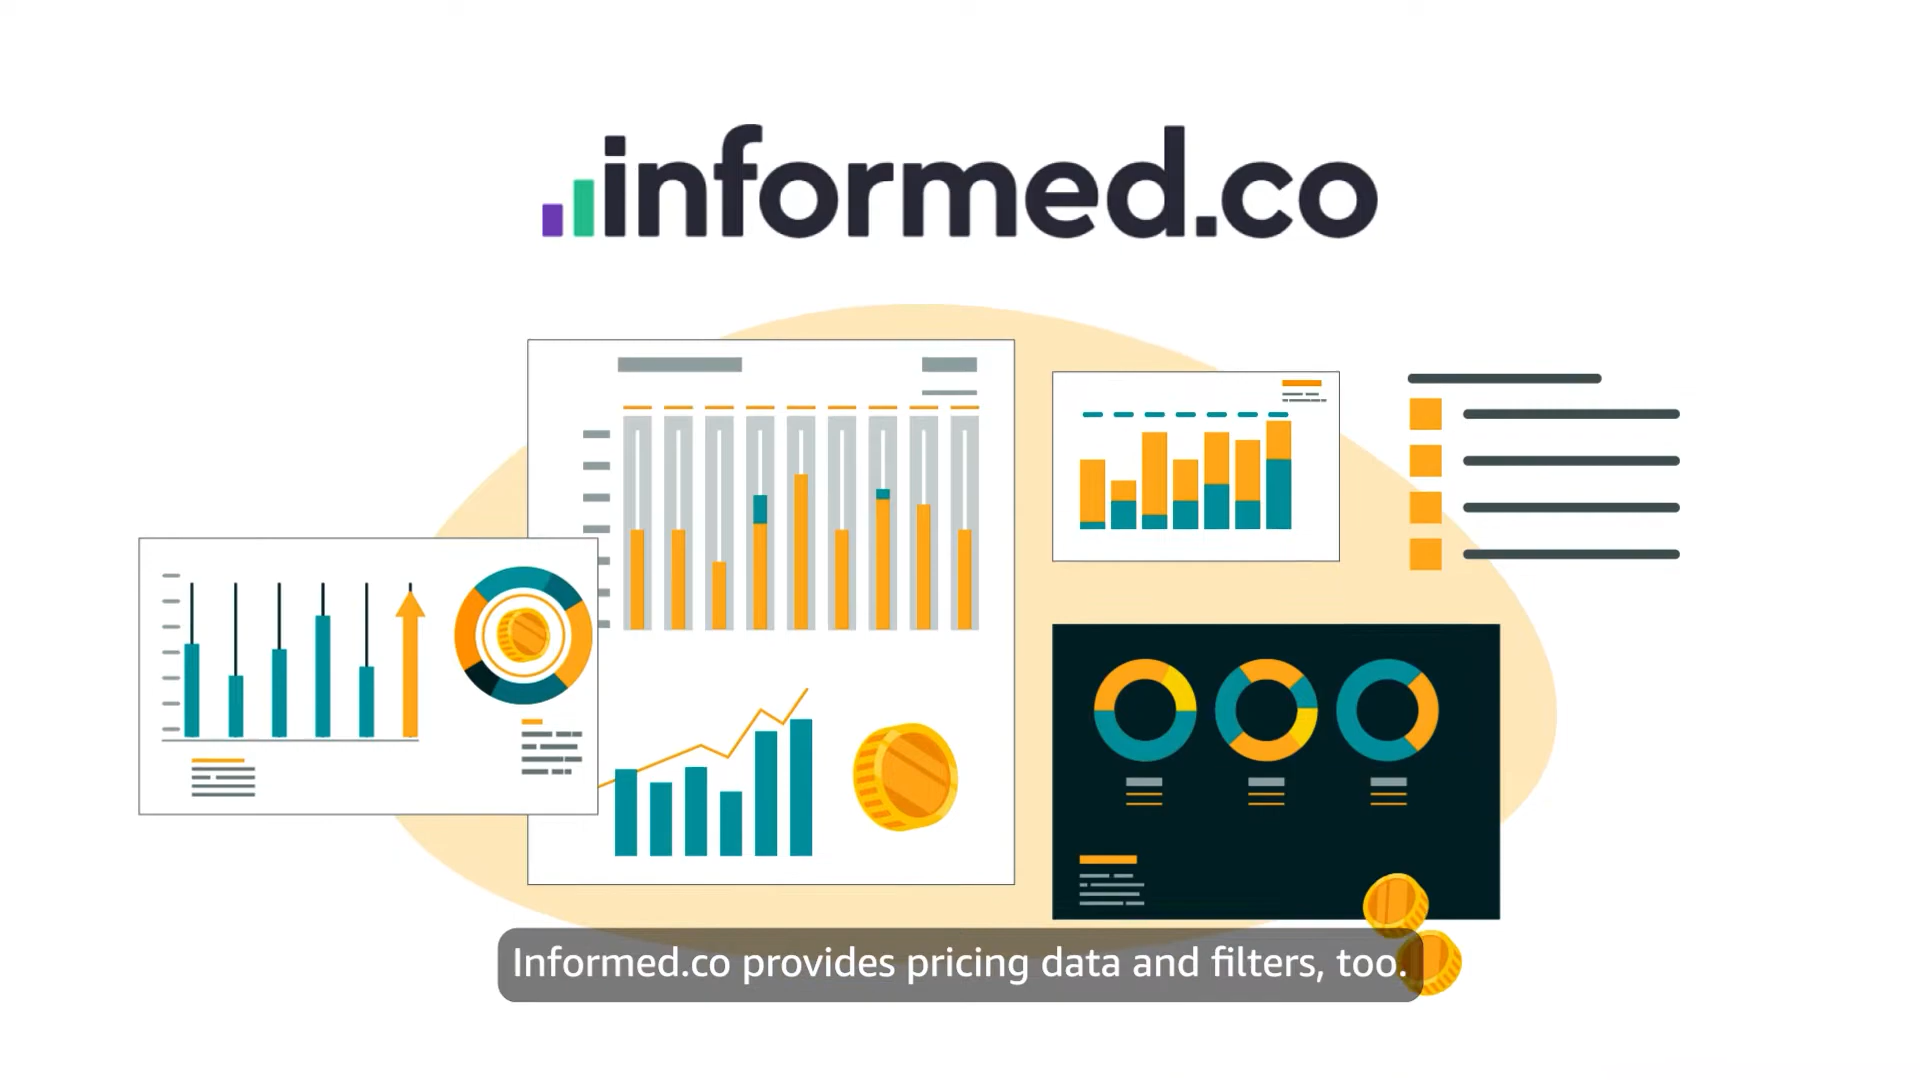 informed.co
Informed.co provides pricing data and filters, too.